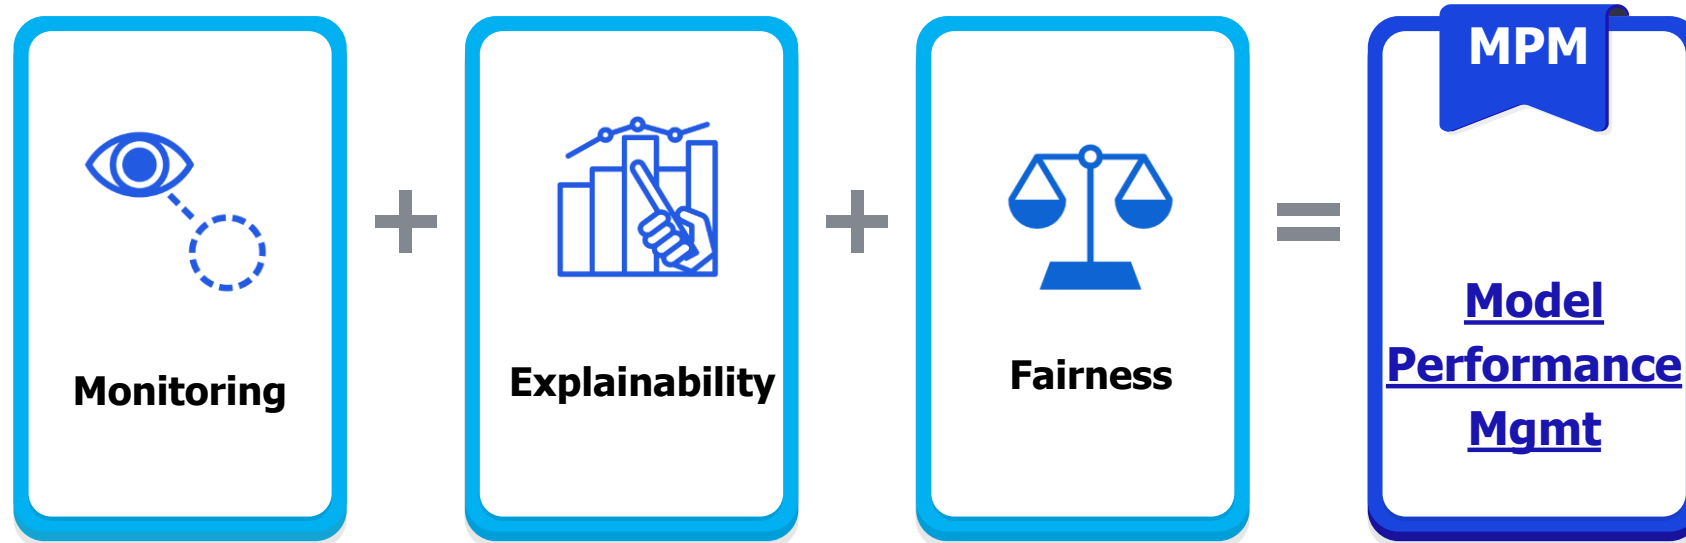 Monitoring
+
Explainability
+
Fairness
=
MPM
Model
Performance
Mgmt